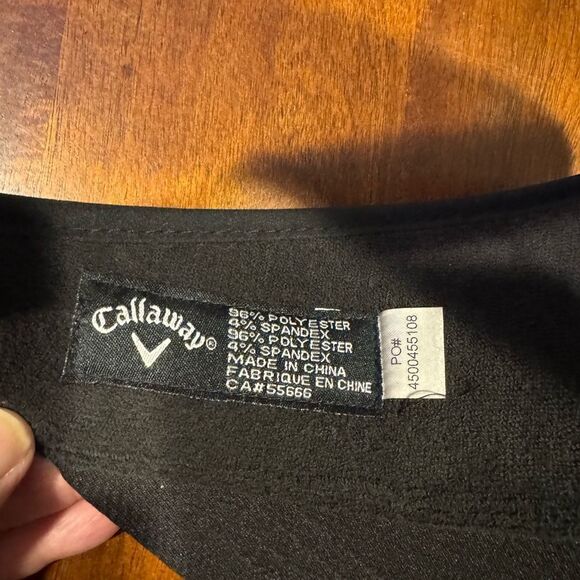 Callaway®
96% POLYESTER
4% SPANDEX
96% POLYESTER
4% SPANDEX
MADE IN CHINA
FABRIQUE EN CHINE
CA#55666
PO#
4500455108